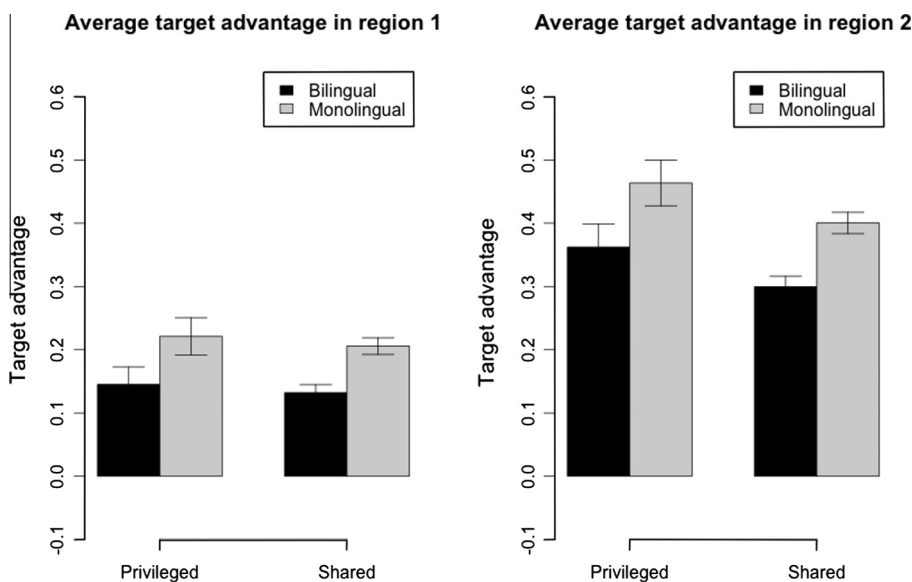 Average target advantage in region 1
Bilingual
Monolingual
Target advantage
0.6
0.5
0.4
0.3
0.2
0.1
0.0
-0.1
Privileged
Shared
Average target advantage in region 2
Bilingual
Monolingual
Target advantage
0.6
0.5
0.4
0.3
0.2
0.1
0.0
-0.1
Privileged
Shared